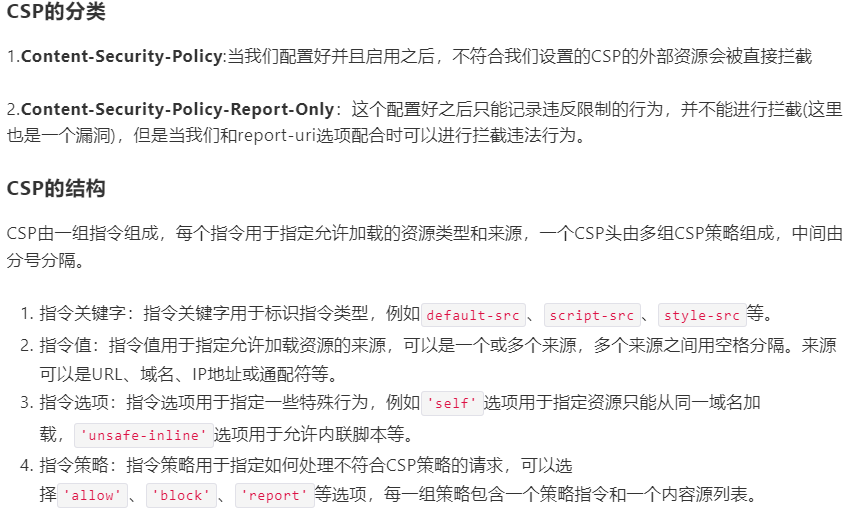 CSP的分类
1.Content-Security-Policy:当我们配置好并且启用之后，不符合我们设置的CSP的外部资源会被直接拦截
2.Content-Security-Policy-Report-Only：这个配置好之后只能记录违反限制的行为，并不能进行拦截(这里
也是一个漏洞)，但是当我们和report-uri选项配合时可以进行拦截违法行为。
CSP的结构
CSP由一组指令组成，每个指令用于指定允许加载的资源类型和来源，一个CSP头由多组CSP策略组成，中间由
分号分隔。
1. 指令关键字：指令关键字用于标识指令类型，例如default-src、script-src、style-src等。
2. 指令值：指令值用于指定允许加载资源的来源，可以是一个或多个来源，多个来源之间用空格分隔。来源
可以是URL、域名、IP地址或通配符等。
3. 指令选项：指令选项用于指定一些特殊行为，例如'self'选项用于指定资源只能从同一域名加
载，'unsafe-inline'选项用于允许内联脚本等。
4. 指令策略：指令策略用于指定如何处理不符合CSP策略的请求，可以选
择'allow'、'block'、'report'等选项，每一组策略包含一个策略指令和一个内容源列表。